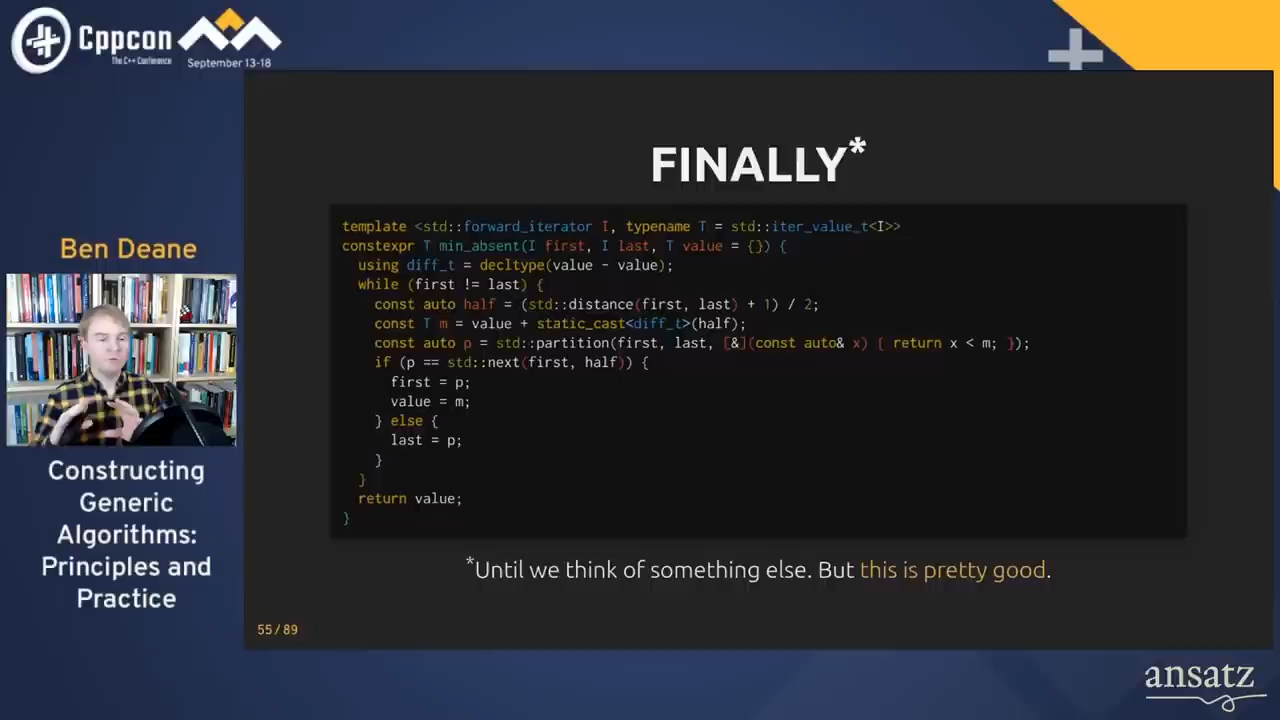 Cppcon
The C++ Conference
September 13-18
Ben Deane
Constructing
Generic
Algorithms:
Principles and
Practice
FINALLY*
template <std::forward_iterator I, typename T = std::iter_value_t<I>>
constexpr T min_absent(I first, I last, T value = {}) {
using diff_t = decltype(value - value);
while (first != last) {
const auto half = (std::distance(first, last) + 1) / 2;
const T m = value + static_cast<diff_t>(half);
const auto p = std::partition(first, last, [&](const auto& x) { return x < m; });
if (p == std::next(first, half)) {
first = p;
value = m;
} else {
last = p;
}
}
return value;
}
*Until we think of something else. But this is pretty good.
55 / 89
ansatz